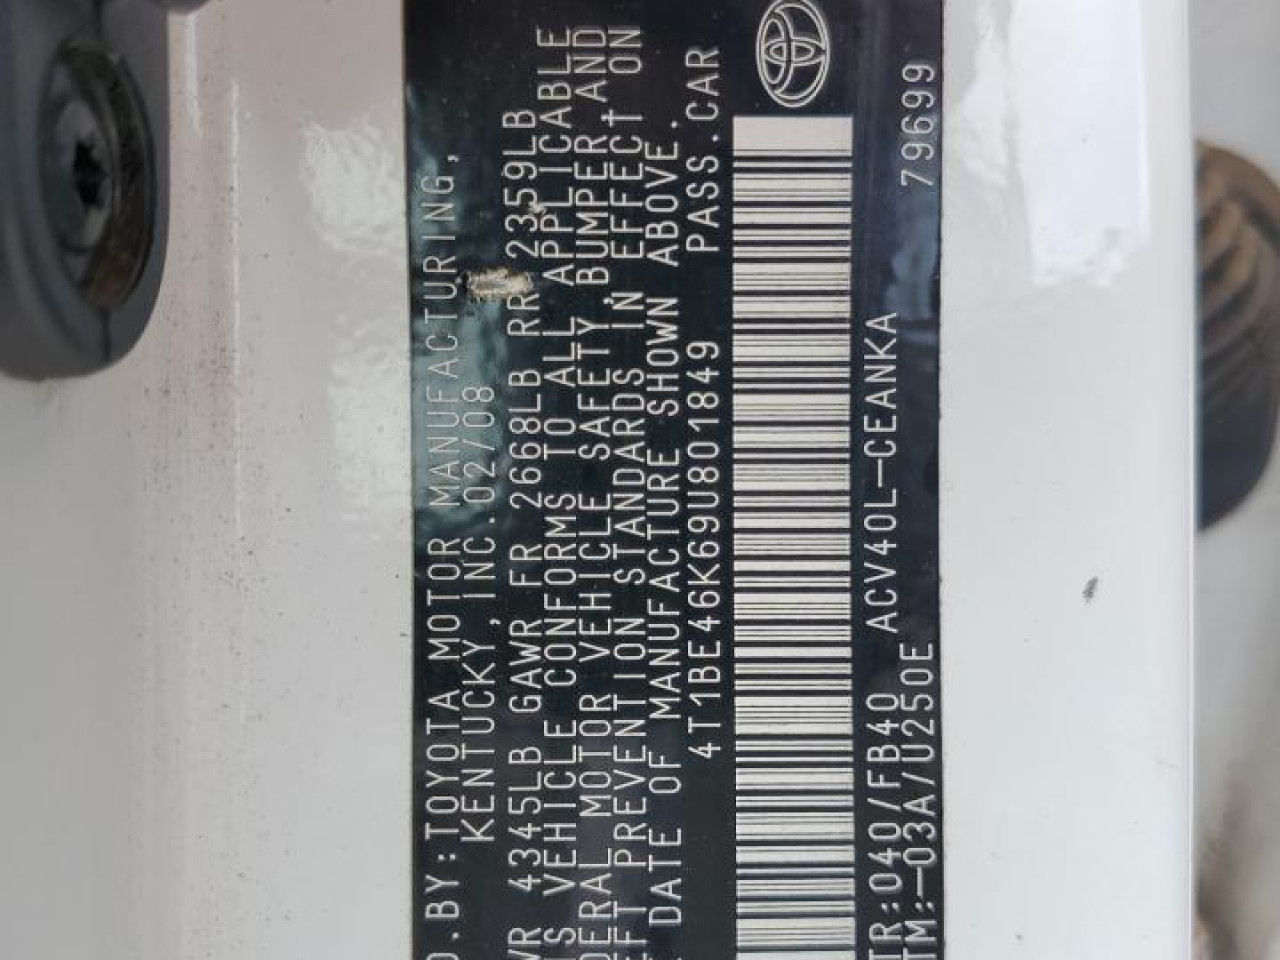 D.BY:TOYOTA MOTOR MANUFACTURING,
KENTUCKY,INC.02/08
WR 4345LB GAWR FR 2668LB RR 2359LB
IS VEHICLE CONFORMS TO ALL APPLICABLE
DERAL MOTOR VEHICLE SAFETY, BUMPER AND
EFT PREVENTION STANDARDS IN EFFECT ON
DATE OF MANUFACTURE SHOWN ABOVE.
4T1BE46K69U801849 PASS.CAR
TR:040/FB40 ACV40L-CEANKA
TM:-03A/U250E 79699